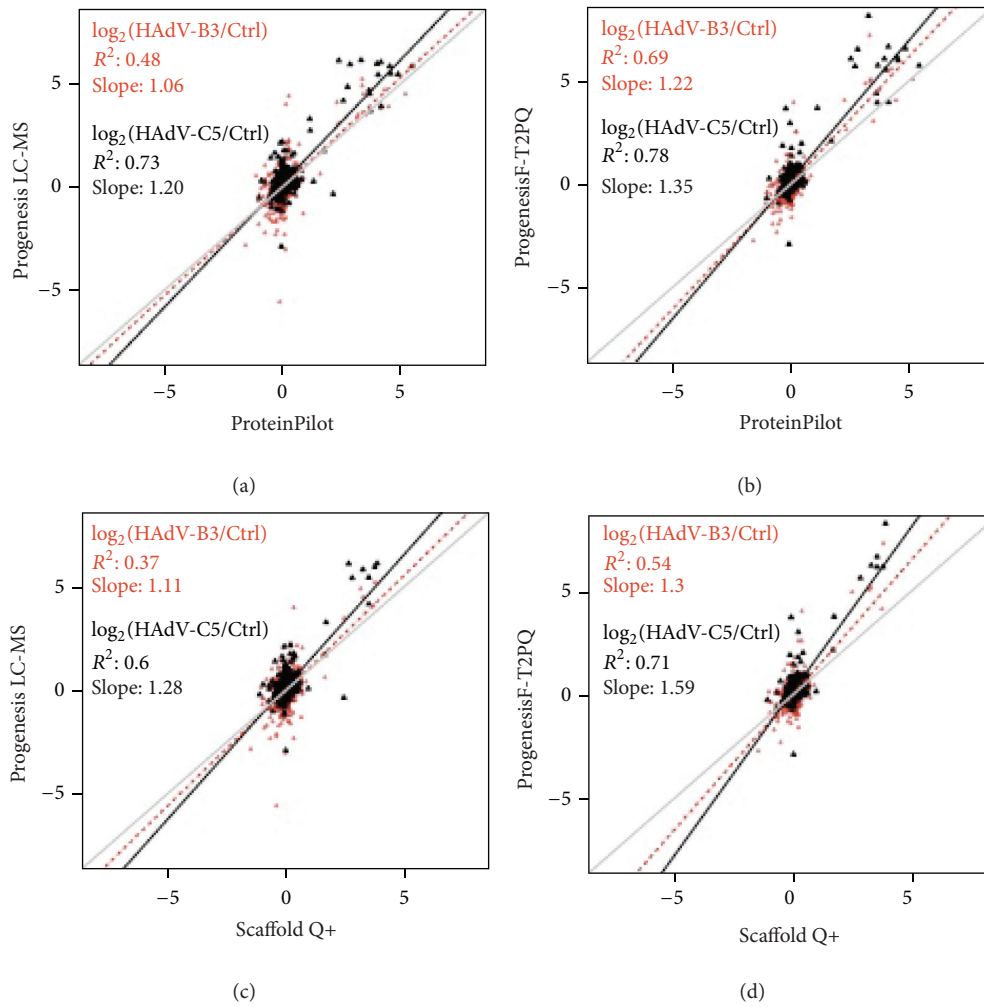 log2(HAdV-B3/Ctrl)
R2: 0.48
Slope: 1.06
log2(HAdV-C5/Ctrl)
R2: 0.73
Slope: 1.20
Progenesis LC-MS
5
0
−5
−5 0 5
ProteinPilot
(a)
log2(HAdV-B3/Ctrl)
R2: 0.69
Slope: 1.22
log2(HAdV-C5/Ctrl)
R2: 0.78
Slope: 1.35
ProgenesisF-T2PQ
5
0
−5
−5 0 5
ProteinPilot
(b)
log2(HAdV-B3/Ctrl)
R2: 0.37
Slope: 1.11
log2(HAdV-C5/Ctrl)
R2: 0.6
Slope: 1.28
Progenesis LC-MS
5
0
−5
−5 0 5
Scaffold Q+
(c)
log2(HAdV-B3/Ctrl)
R2: 0.54
Slope: 1.3
log2(HAdV-C5/Ctrl)
R2: 0.71
Slope: 1.59
ProgenesisF-T2PQ
5
0
−5
−5 0 5
Scaffold Q+
(d)